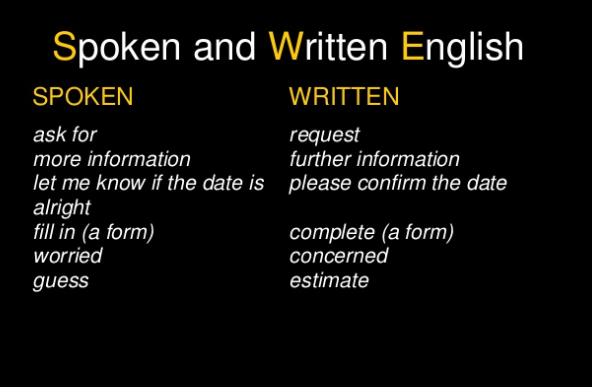 Spoken and Written English
SPOKEN
ask for
more information
let me know if the date is
alright
fill in (a form)
worried
guess
WRITTEN
request
further information
please confirm the date
complete (a form)
concerned
estimate